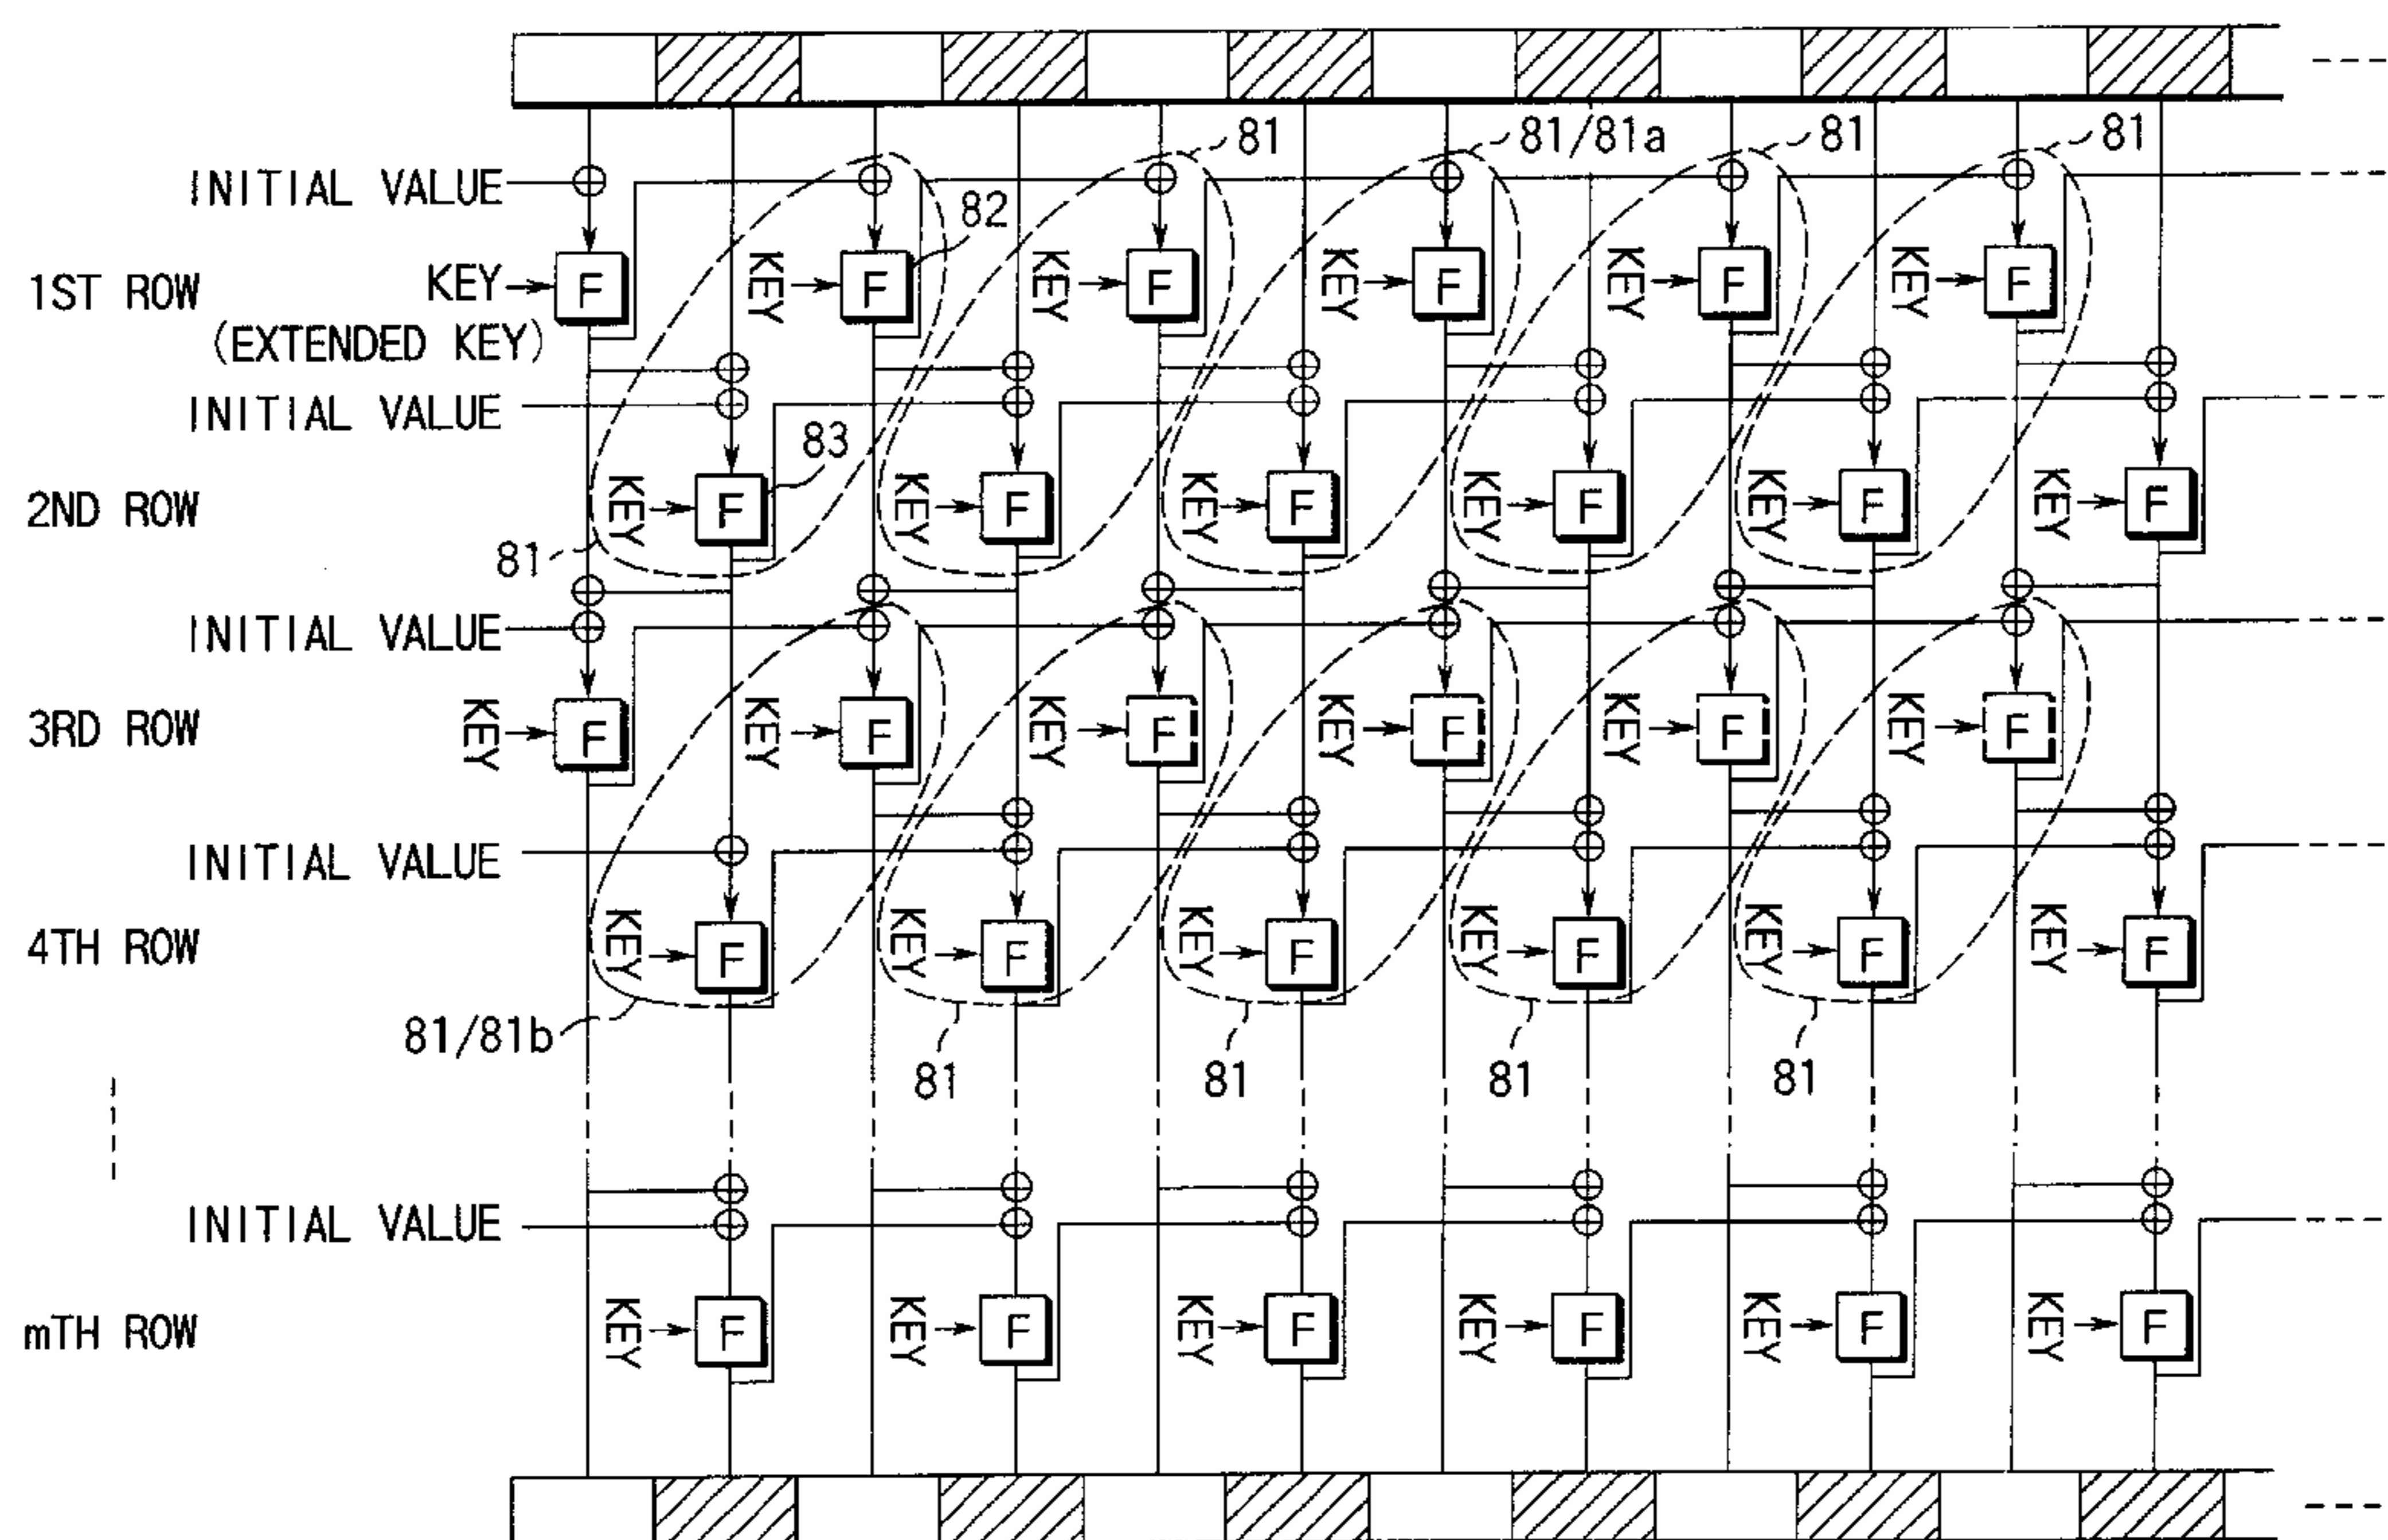 81 81/81a 81 81
INITIAL VALUE
82
1ST ROW KEY F KEY F KEY F KEY F KEY F KEY F
(EXTENDED KEY)
INITIAL VALUE
83
2ND ROW KEY F KEY F KEY F KEY F KEY F KEY F
81
INITIAL VALUE
3RD ROW KEY F KEY F KEY F KEY F KEY F KEY F
INITIAL VALUE
4TH ROW KEY F KEY F KEY F KEY F KEY F KEY F
81/81b 81 81 81 81
INITIAL VALUE
mTH ROW KEY F KEY F KEY F KEY F KEY F KEY F